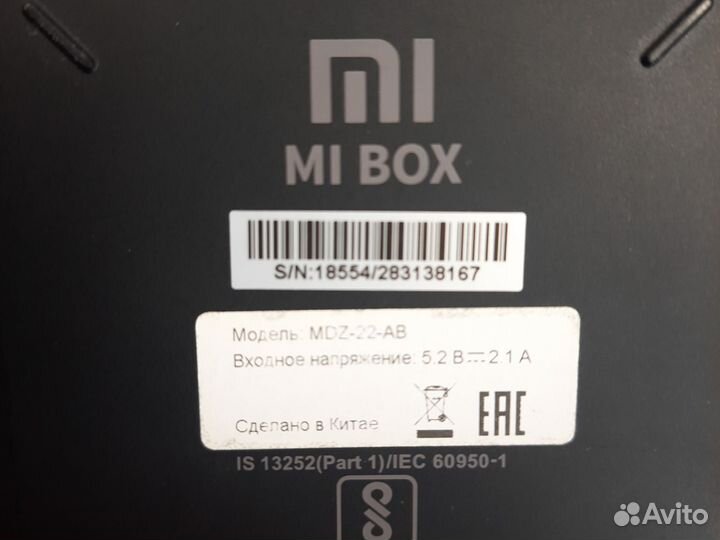 MI
MI BOX
S/N:18554/283138167
Модель: MDZ-22-AB
Входное напряжение: 5.2 В⎓2.1 А
Сделано в Китае
EAC
IS 13252(Part 1)/IEC 60950-1
Avito